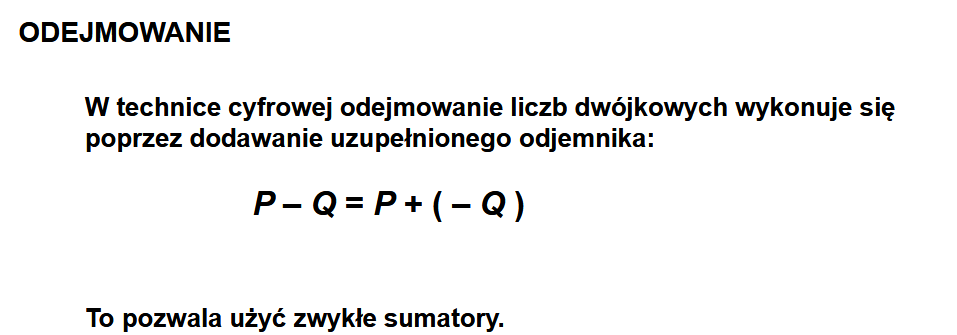 ODEJMOWANIE
W technice cyfrowej odejmowanie liczb dwójkowych wykonuje się
poprzez dodawanie uzupełnionego odjemnika:
P – Q = P + ( – Q )
To pozwala użyć zwykłe sumatory.